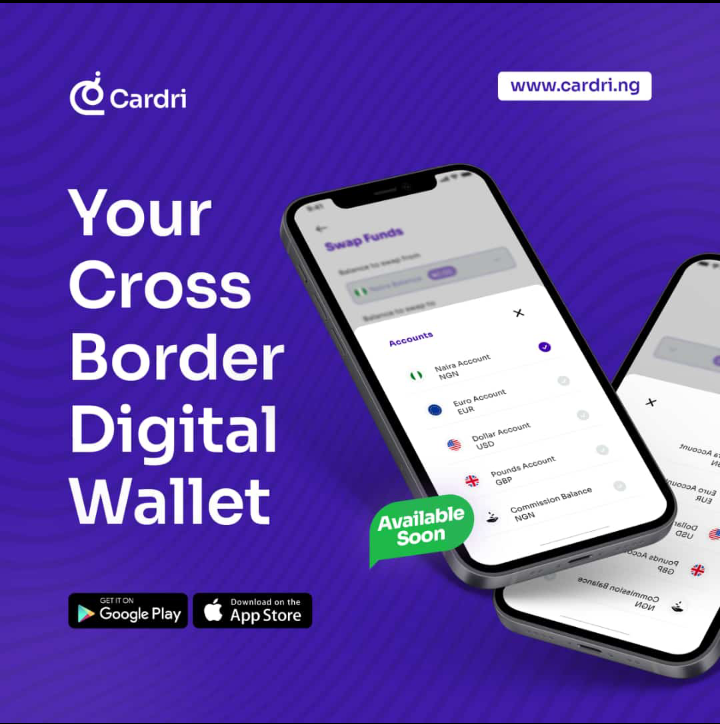 Cardri
www.cardri.ng
Your
Cross
Border
Digital
Wallet
9:41
Swap Funds
Balance to swap from
Naira Balance
Balance to swap to
Accounts
Naira Account
NGN
Euro Account
EUR
Dollar Account
USD
Pounds Account
GBP
Commission Balance
NGN
Available
Soon
GET IT ON
Google Play
Download on the
App Store
Account
Euro Account
EUR
Dollar
USD
Pounds Account
GBP
Commission Balance
NGN